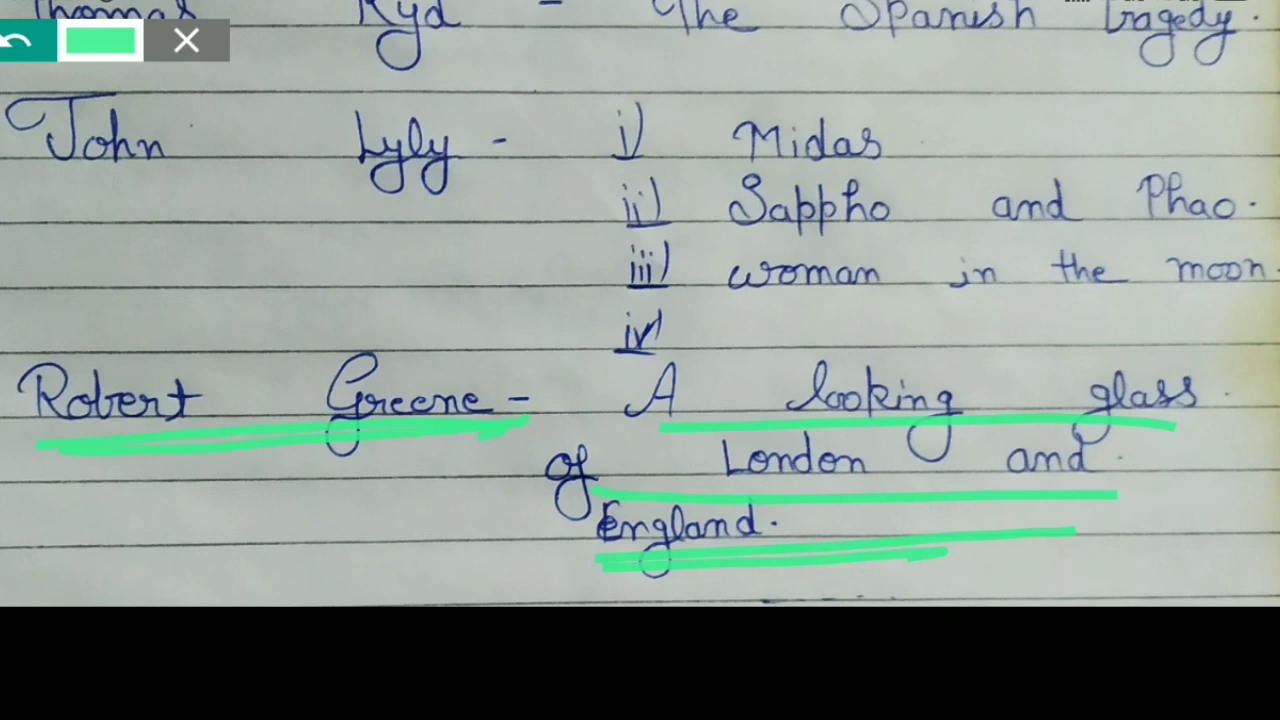 Thomas Kyd - The Spanish tragedy.
John Lyly - i) Midas
ii) Sappho and Phao.
iii) woman in the moon.
iv)
Robert Greene - A looking glass
of London and
England.